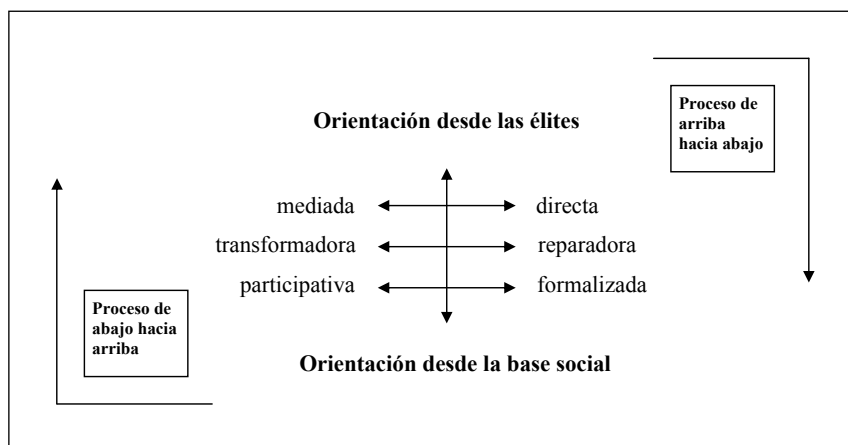 Proceso de
arriba
hacia abajo
Orientación desde las élites
mediada directa
transformadora reparadora
participativa formalizada
Proceso de
abajo hacia
arriba
Orientación desde la base social